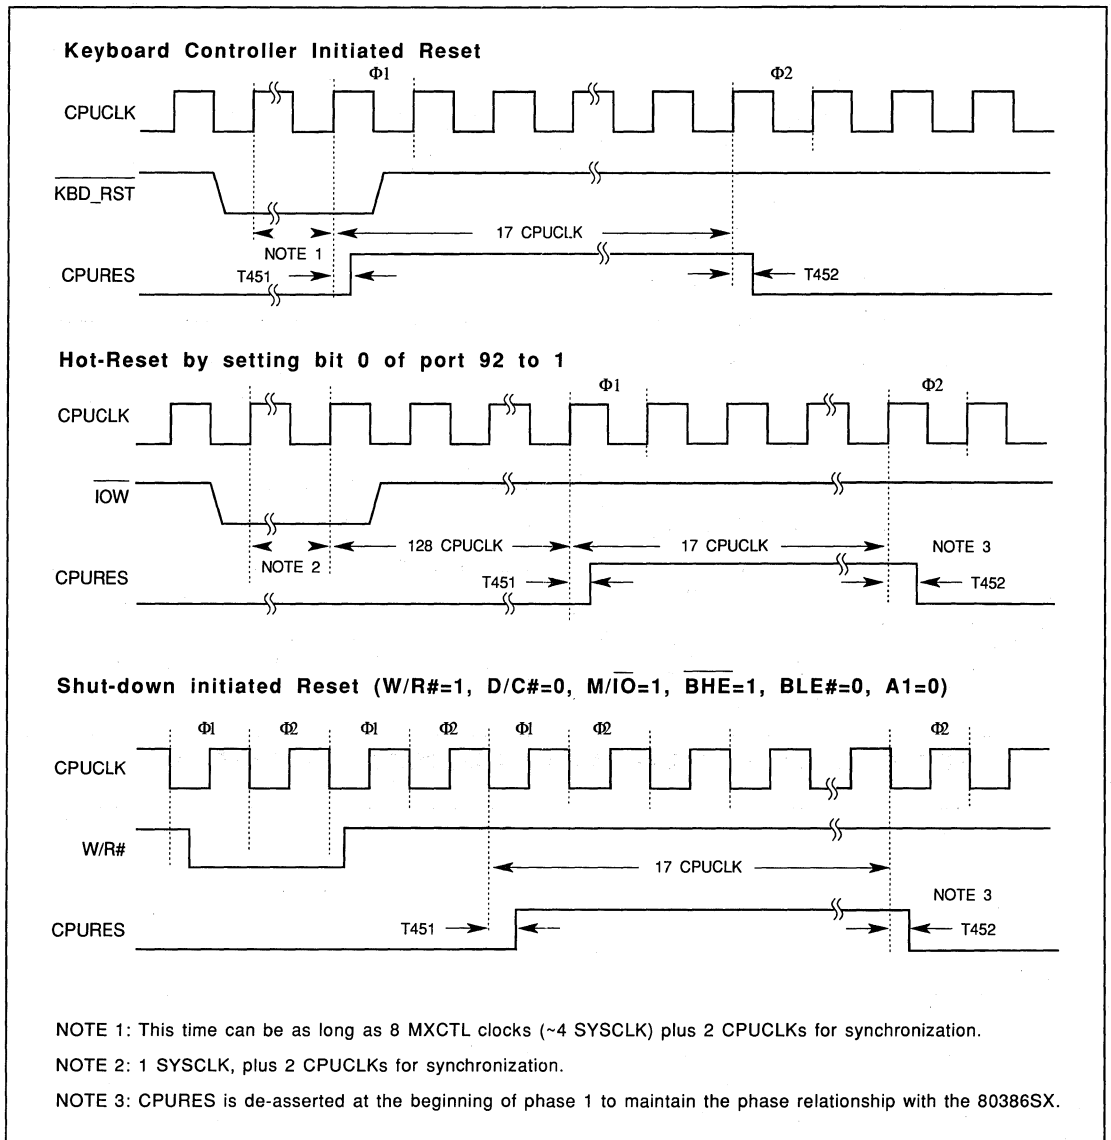 Keyboard Controller Initiated Reset
Φ1 Φ2
CPUCLK
KBD_RST
17 CPUCLK
NOTE 1
T451 T452
CPURES
Hot-Reset by setting bit 0 of port 92 to 1
Φ1 Φ2
CPUCLK
IOW
128 CPUCLK 17 CPUCLK NOTE 3
NOTE 2
T451 T452
CPURES
Shut-down initiated Reset (W/R#=1, D/C#=0, M/IO=1, BHE=1, BLE#=0, A1=0)
Φ1 Φ2 Φ1 Φ2 Φ1 Φ2 Φ2
CPUCLK
W/R#
17 CPUCLK
NOTE 3
CPURES T451 T452
NOTE 1: This time can be as long as 8 MXCTL clocks (~4 SYSCLK) plus 2 CPUCLKs for synchronization.
NOTE 2: 1 SYSCLK, plus 2 CPUCLKs for synchronization.
NOTE 3: CPURES is de-asserted at the beginning of phase 1 to maintain the phase relationship with the 80386SX.